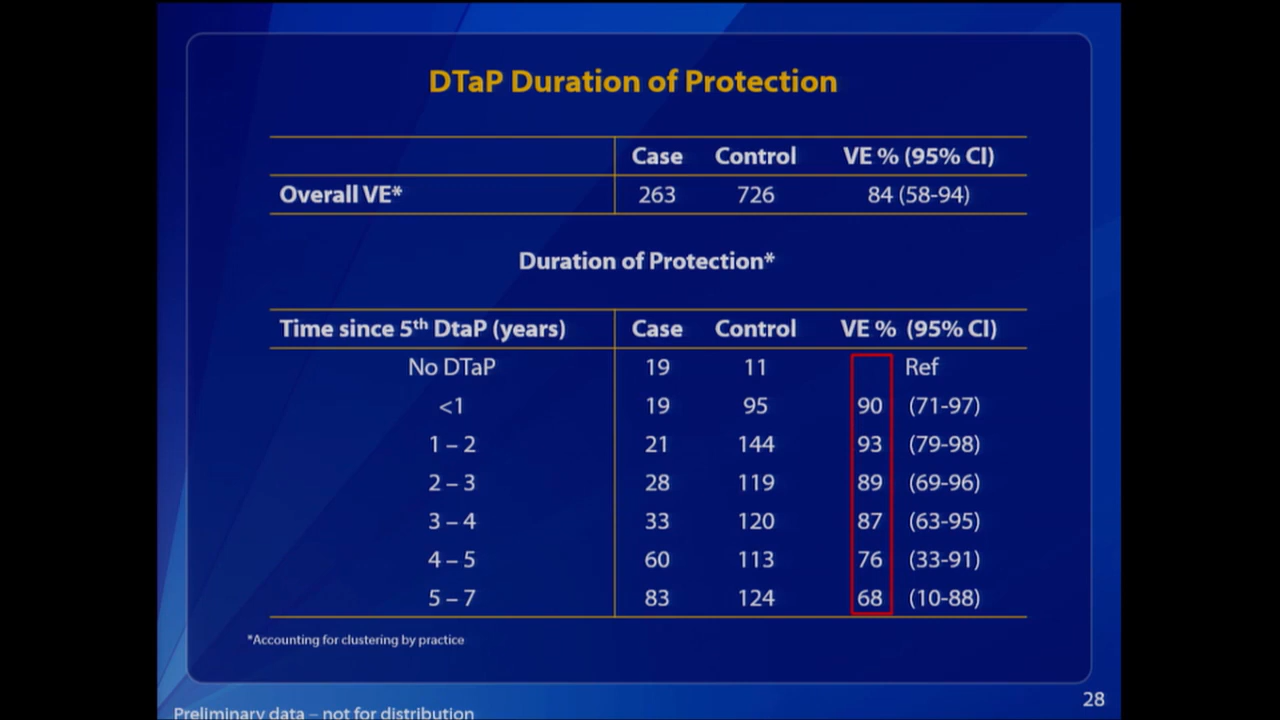 DTaP Duration of Protection
Case Control VE % (95% CI)
Overall VE* 263 726 84 (58-94)
Duration of Protection*
Time since 5th DtaP (years) Case Control VE % (95% CI)
No DTaP 19 11 Ref
<1 19 95 90 (71-97)
1 – 2 21 144 93 (79-98)
2 – 3 28 119 89 (69-96)
3 – 4 33 120 87 (63-95)
4 – 5 60 113 76 (33-91)
5 – 7 83 124 68 (10-88)
*Accounting for clustering by practice
28
Preliminary data – not for distribution